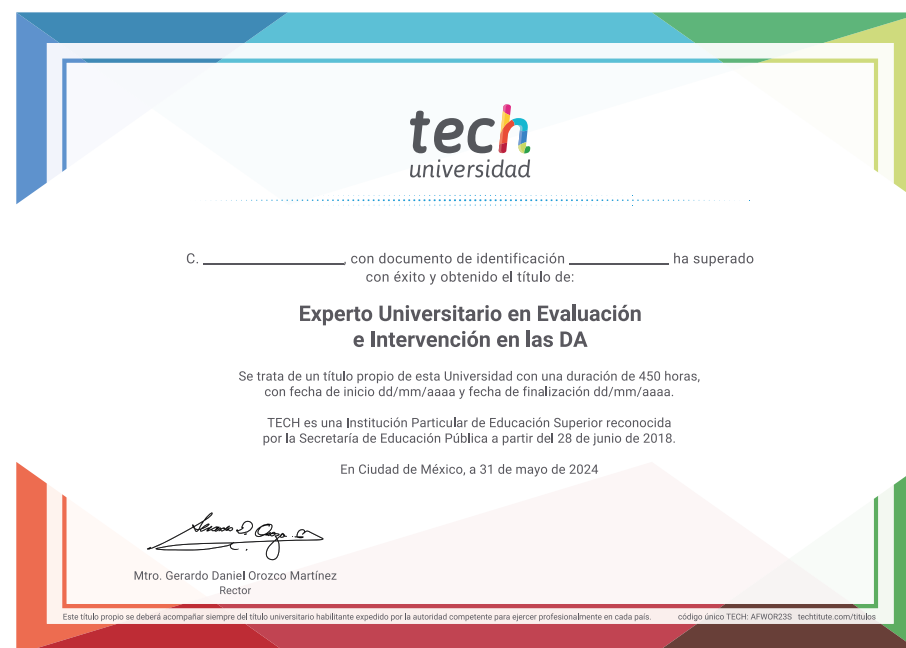 tech
universidad
C. ____________, con documento de identificación ____________ ha superado
con éxito y obtenido el título de:
Experto Universitario en Evaluación
e Intervención en las DA
Se trata de un título propio de esta Universidad con una duración de 450 horas,
con fecha de inicio dd/mm/aaaa y fecha de finalización dd/mm/aaaa.
TECH es una Institución Particular de Educación Superior reconocida
por la Secretaría de Educación Pública a partir del 28 de junio de 2018.
En Ciudad de México, a 31 de mayo de 2024
Mtro. Gerardo Daniel Orozco Martínez
Rector
Este título propio se deberá acompañar siempre del título universitario habilitante expedido por la autoridad competente para ejercer profesionalmente en cada país. código único TECH: AFWOR23S techtitute.com/titulos